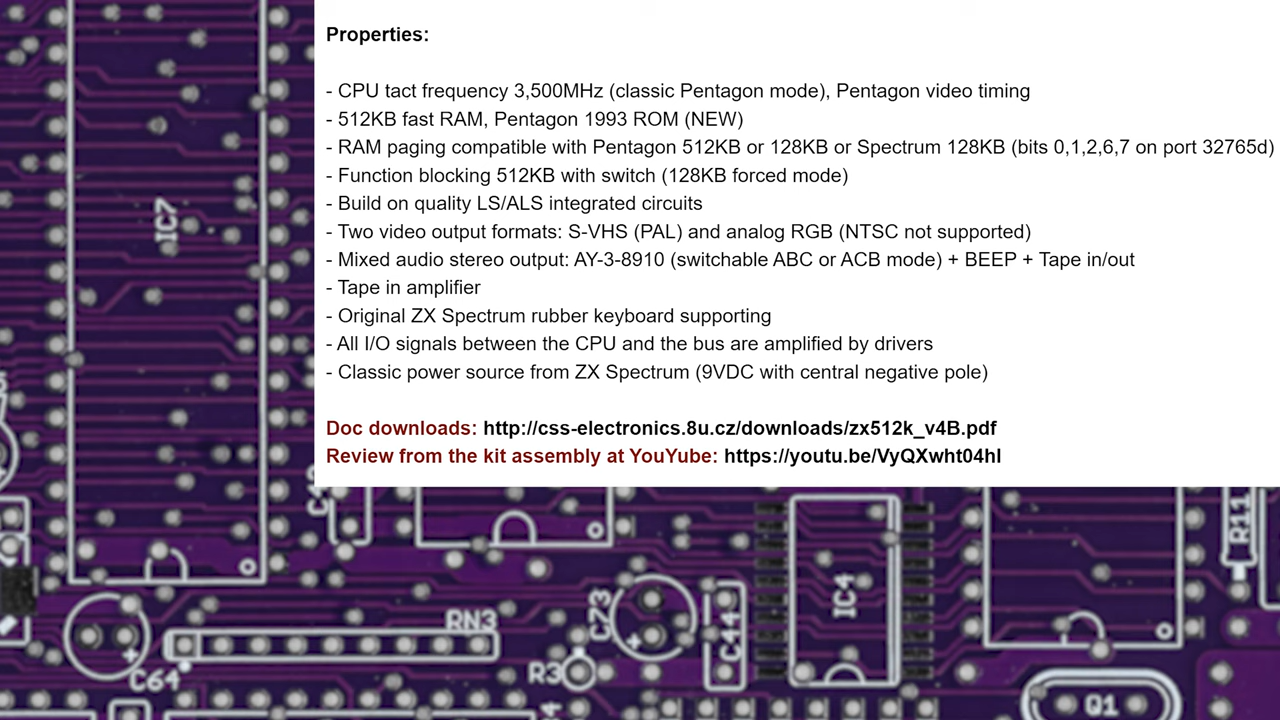 Properties:
- CPU tact frequency 3,500MHz (classic Pentagon mode), Pentagon video timing
- 512KB fast RAM, Pentagon 1993 ROM (NEW)
- RAM paging compatible with Pentagon 512KB or 128KB or Spectrum 128KB (bits 0,1,2,6,7 on port 32765d)
- Function blocking 512KB with switch (128KB forced mode)
- Build on quality LS/ALS integrated circuits
- Two video output formats: S-VHS (PAL) and analog RGB (NTSC not supported)
- Mixed audio stereo output: AY-3-8910 (switchable ABC or ACB mode) + BEEP + Tape in/out
- Tape in amplifier
- Original ZX Spectrum rubber keyboard supporting
- All I/O signals between the CPU and the bus are amplified by drivers
- Classic power source from ZX Spectrum (9VDC with central negative pole)
Doc downloads: http://css-electronics.8u.cz/downloads/zx512k_v4B.pdf
Review from the kit assembly at YouYube: https://youtu.be/VyQXwht04hI
IC7
R11
IC4
C73
RN3
C44
R3
C64
Q1